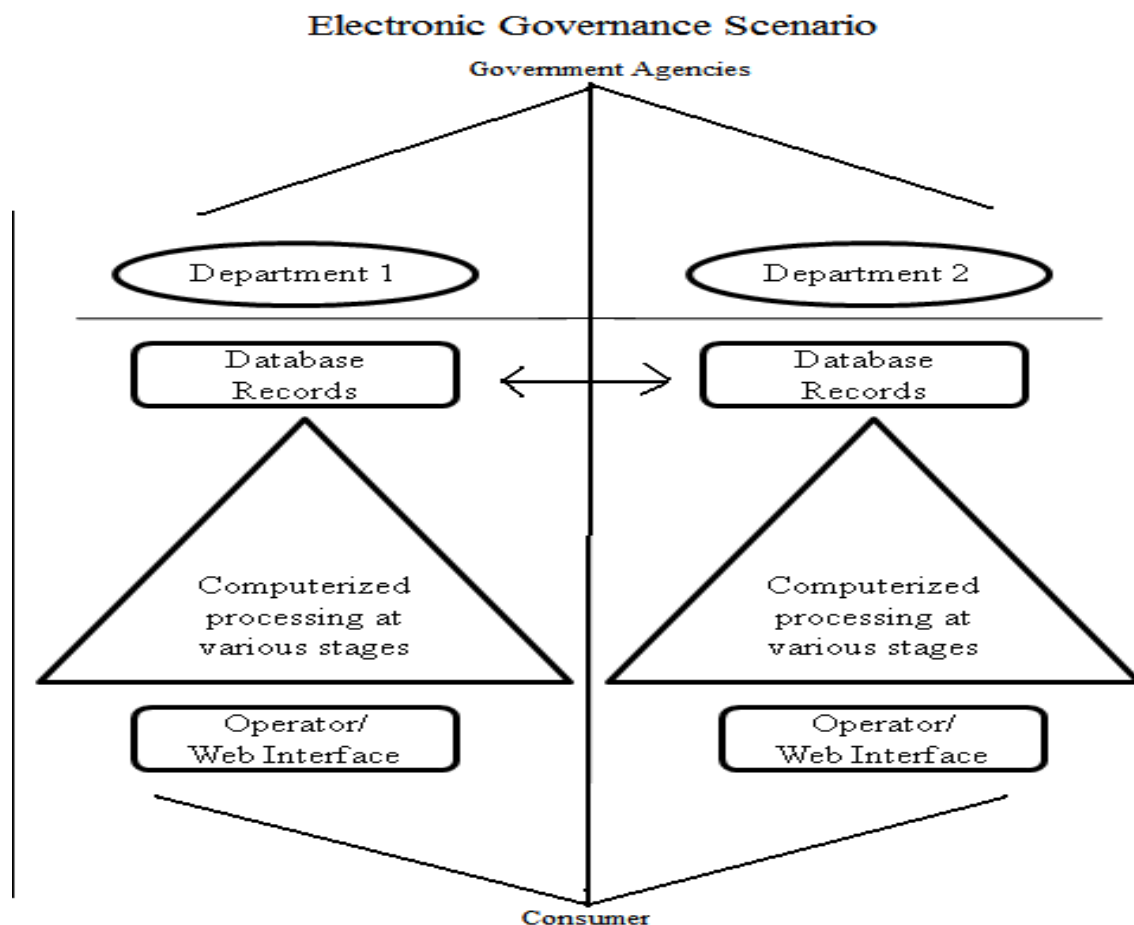 Electronic Governance Scenario
Government Agencies
Department 1
Department 2
Database
Records
Database
Records
Computerized
processing at
various stages
Computerized
processing at
various stages
Operator/
Web Interface
Operator/
Web Interface
Consumer